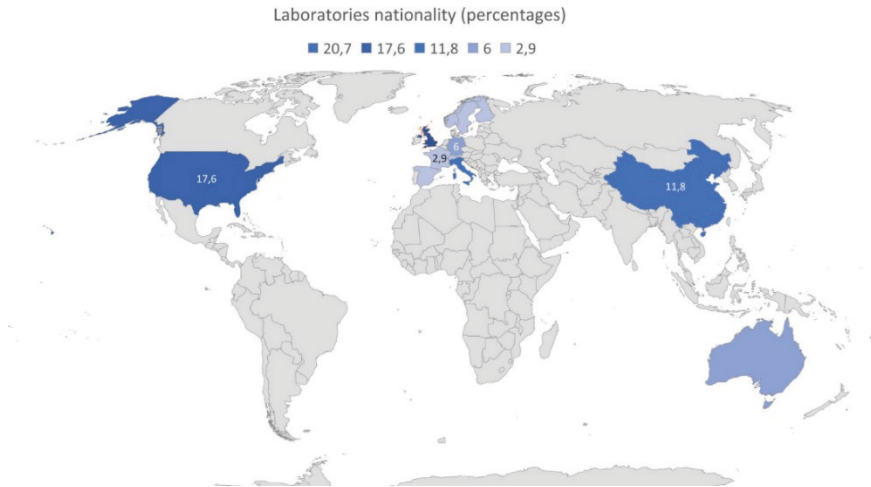 Laboratories nationality (percentages)
20,7 17,6 11,8 6 2,9
6
2,9
17,6
11,8